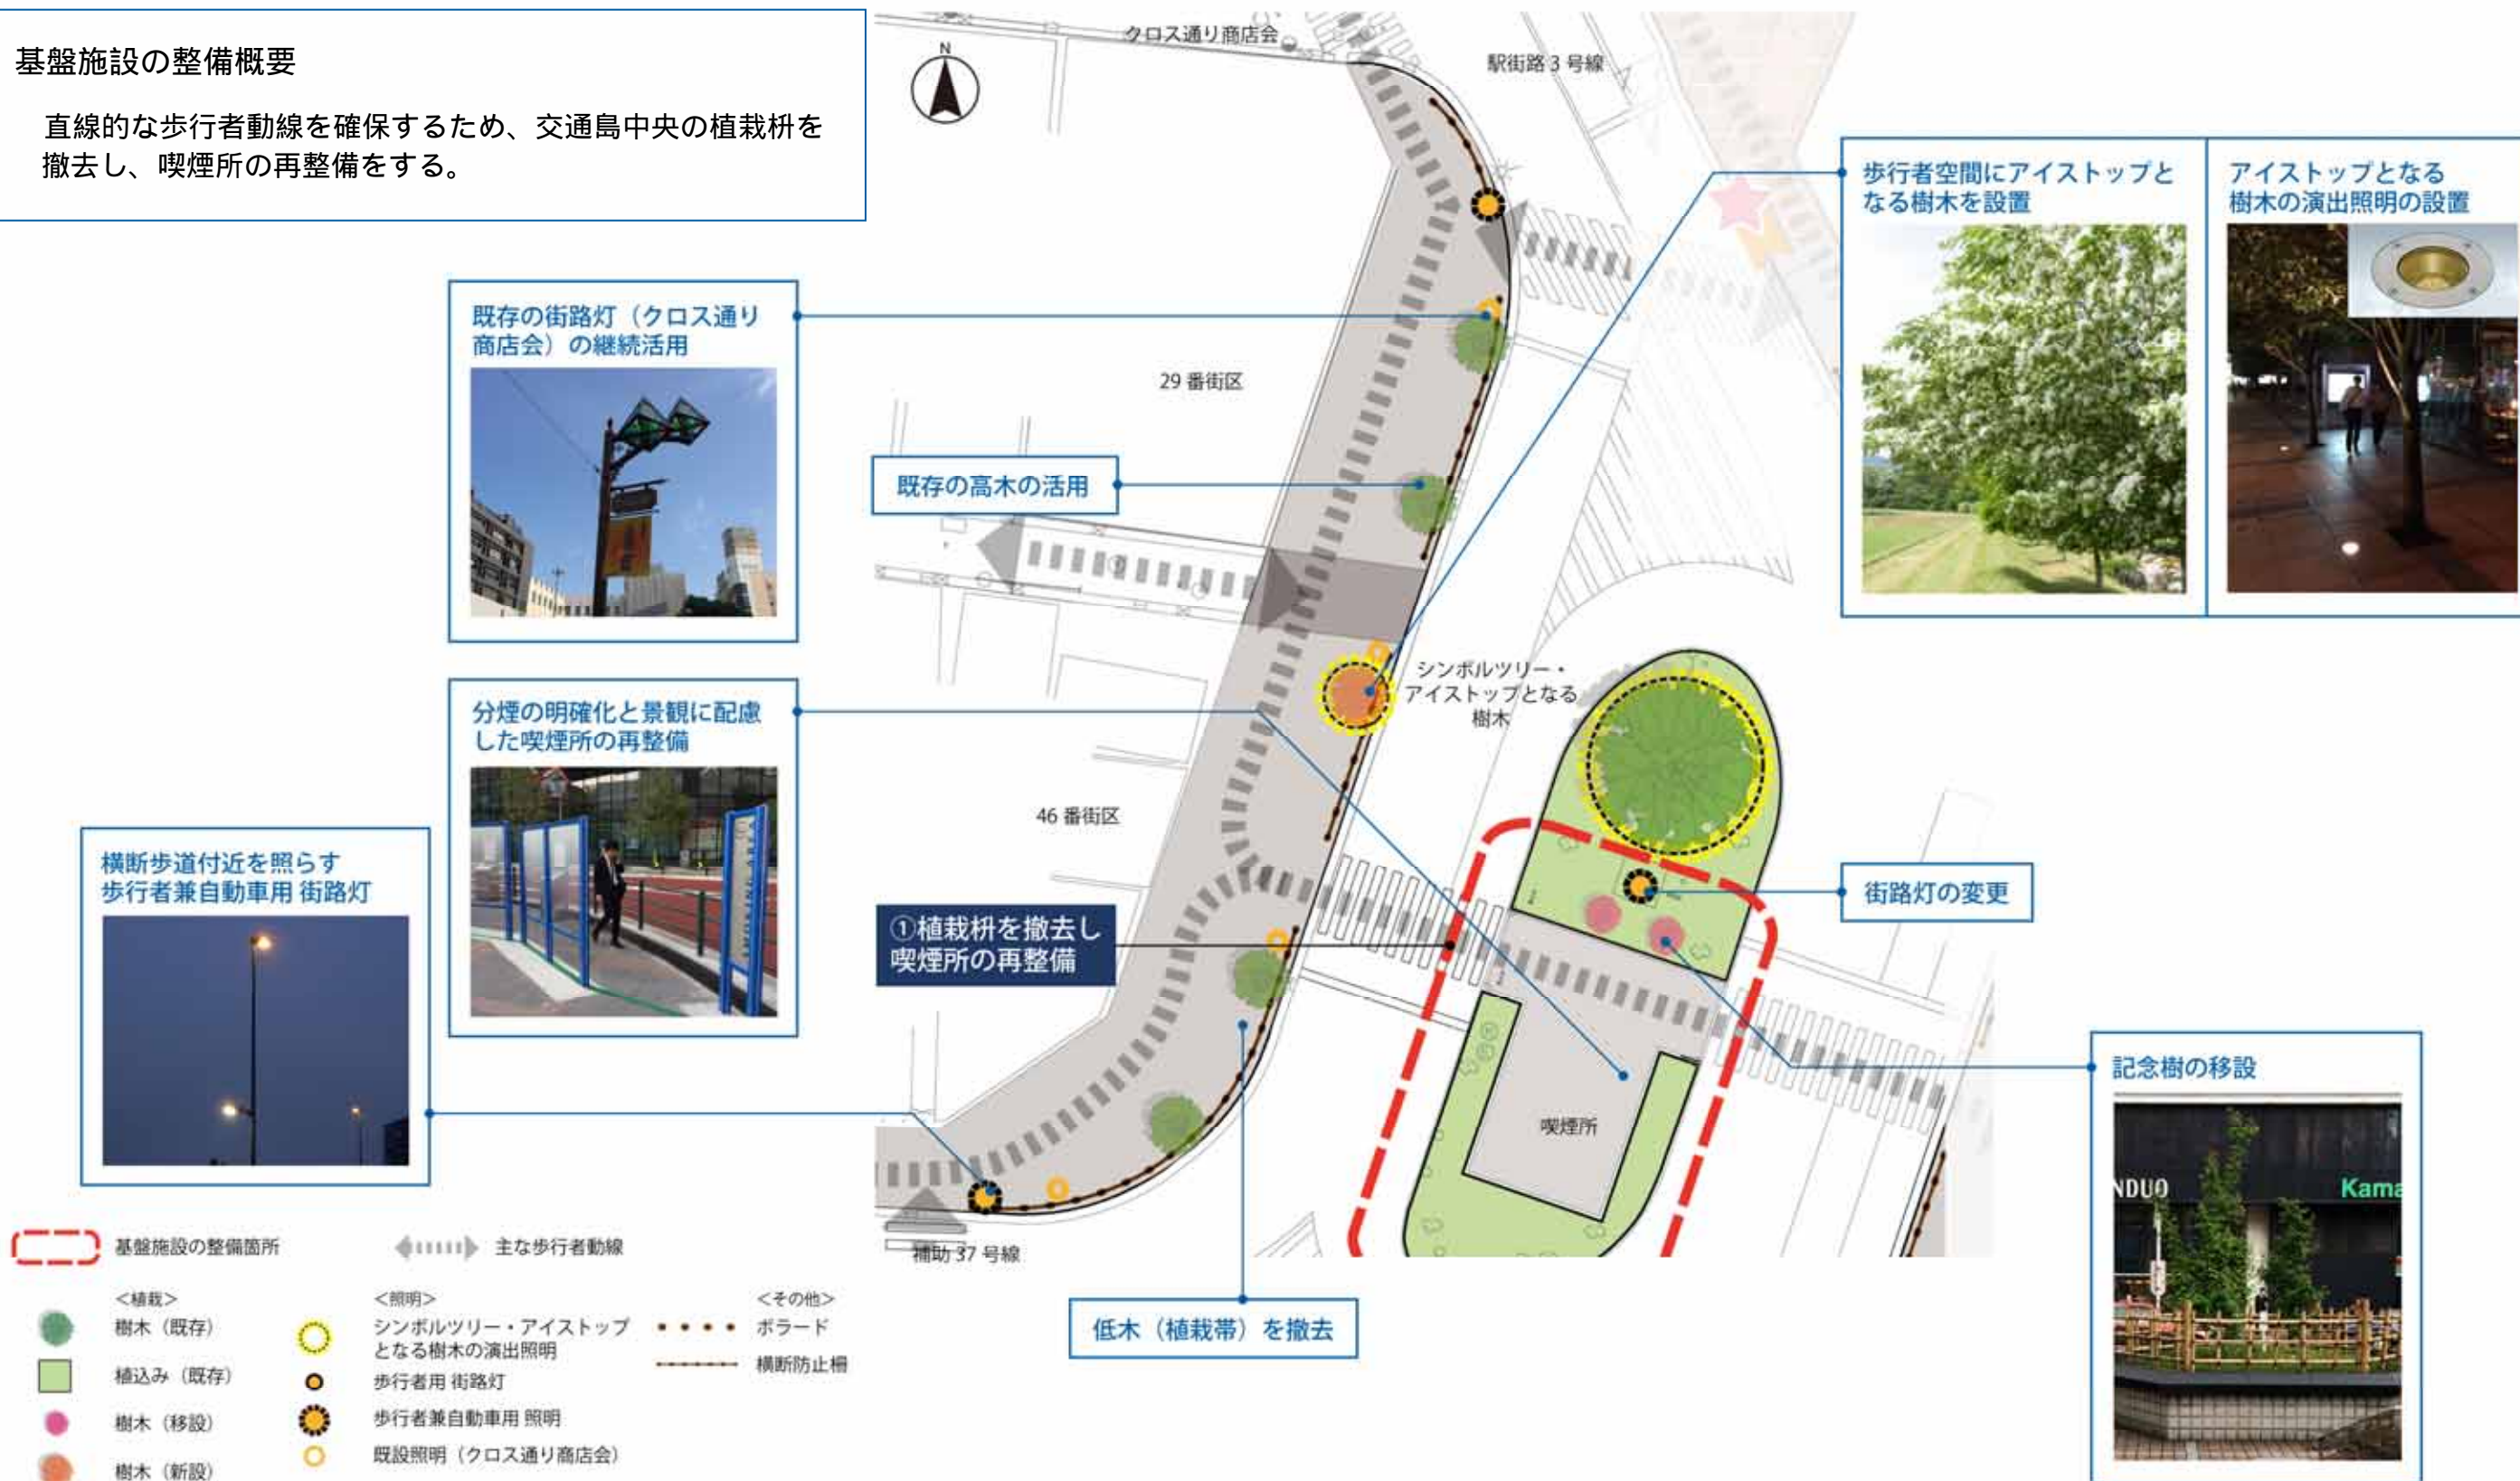 基盤施設の整備概要
直線的な歩行者動線を確保するため、交通島中央の植栽枡を
撤去し、喫煙所の再整備をする。
N
クロス通り商店会
駅街路 3 号線
歩行者空間にアイストップと
なる樹木を設置
アイストップとなる
樹木の演出照明の設置
既存の街路灯（クロス通り
商店会）の継続活用
29 番街区
既存の高木の活用
シンボルツリー・
アイストップとなる
樹木
分煙の明確化と景観に配慮
した喫煙所の再整備
46 番街区
横断歩道付近を照らす
歩行者兼自動車用 街路灯
街路灯の変更
①植栽枡を撤去し
喫煙所の再整備
記念樹の移設
NDUO
Kama
喫煙所
補助 37 号線
低木（植栽帯）を撤去
基盤施設の整備箇所
主な歩行者動線
＜植栽＞
樹木（既存）
植込み（既存）
樹木（移設）
樹木（新設）
＜照明＞
シンボルツリー・アイストップ
となる樹木の演出照明
歩行者用 街路灯
歩行者兼自動車用 照明
既設照明（クロス通り商店会）
＜その他＞
ボラード
横断防止柵